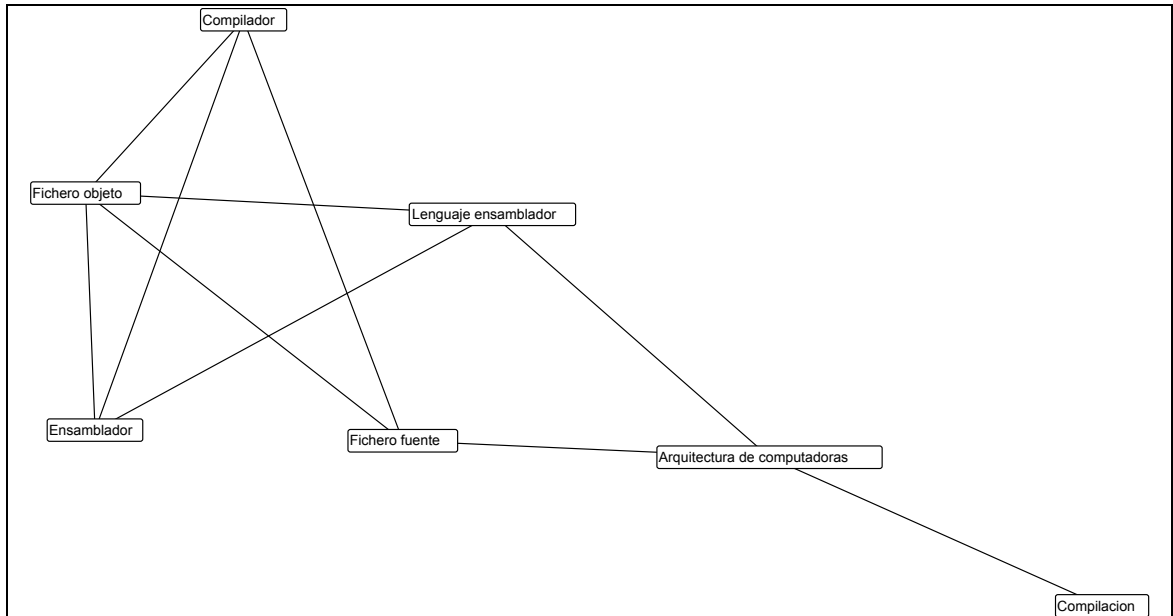 Compilador
Fichero objeto
Lenguaje ensamblador
Ensamblador
Fichero fuente
Arquitectura de computadoras
Compilacion